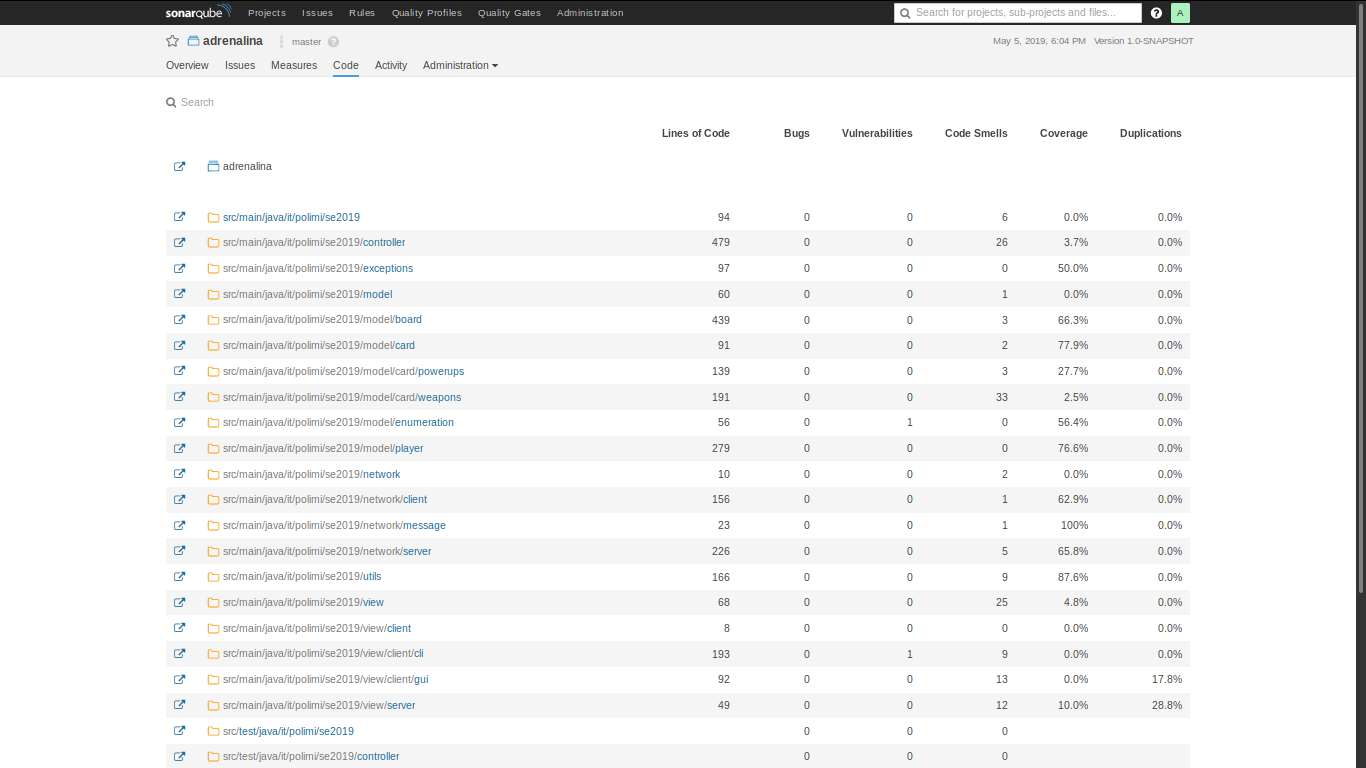 sonarqube Projects Issues Rules Quality Profiles Quality Gates Administration Search for projects, sub-projects and files... ? A
adrenalina master ? May 5, 2019, 6:04 PM Version 1.0-SNAPSHOT
Overview Issues Measures Code Activity Administration
Search
Lines of Code Bugs Vulnerabilities Code Smells Coverage Duplications
adrenalina
src/main/java/it/polimi/se2019 94 0 0 6 0.0% 0.0%
src/main/java/it/polimi/se2019/controller 479 0 0 26 3.7% 0.0%
src/main/java/it/polimi/se2019/exceptions 97 0 0 0 50.0% 0.0%
src/main/java/it/polimi/se2019/model 60 0 0 1 0.0% 0.0%
src/main/java/it/polimi/se2019/model/board 439 0 0 3 66.3% 0.0%
src/main/java/it/polimi/se2019/model/card 91 0 0 2 77.9% 0.0%
src/main/java/it/polimi/se2019/model/card/powerups 139 0 0 3 27.7% 0.0%
src/main/java/it/polimi/se2019/model/card/weapons 191 0 0 33 2.5% 0.0%
src/main/java/it/polimi/se2019/model/enumeration 56 0 1 0 56.4% 0.0%
src/main/java/it/polimi/se2019/model/player 279 0 0 0 76.6% 0.0%
src/main/java/it/polimi/se2019/network 10 0 0 2 0.0% 0.0%
src/main/java/it/polimi/se2019/network/client 156 0 0 1 62.9% 0.0%
src/main/java/it/polimi/se2019/network/message 23 0 0 1 100% 0.0%
src/main/java/it/polimi/se2019/network/server 226 0 0 5 65.8% 0.0%
src/main/java/it/polimi/se2019/utils 166 0 0 9 87.6% 0.0%
src/main/java/it/polimi/se2019/view 68 0 0 25 4.8% 0.0%
src/main/java/it/polimi/se2019/view/client 8 0 0 0 0.0% 0.0%
src/main/java/it/polimi/se2019/view/client/cli 193 0 1 9 0.0% 0.0%
src/main/java/it/polimi/se2019/view/client/gui 92 0 0 13 0.0% 17.8%
src/main/java/it/polimi/se2019/view/server 49 0 0 12 10.0% 28.8%
src/test/java/it/polimi/se2019 0 0 0
src/test/java/it/polimi/se2019/controller 0 0 0